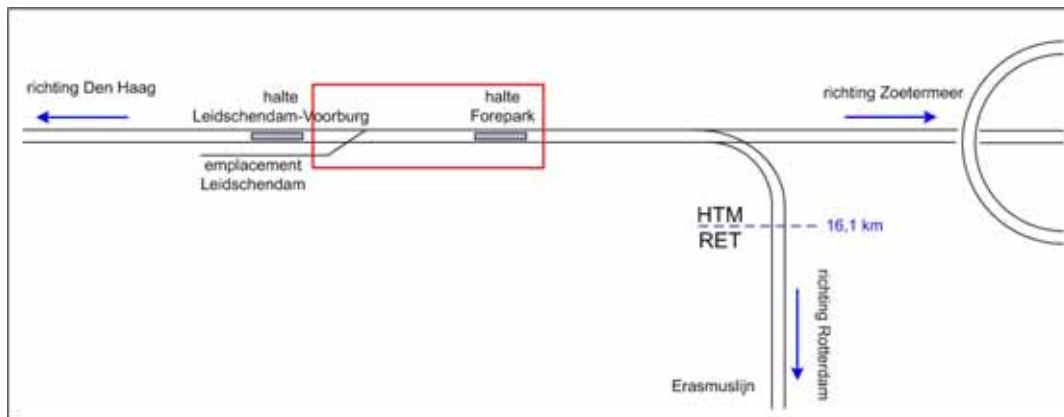 richting Den Haag
halte
Leidschendam-Voorburg
halte
Forepark
richting Zoetermeer
emplacement
Leidschendam
HTM
RET
16,1 km
richting Rotterdam
Erasmuslijn